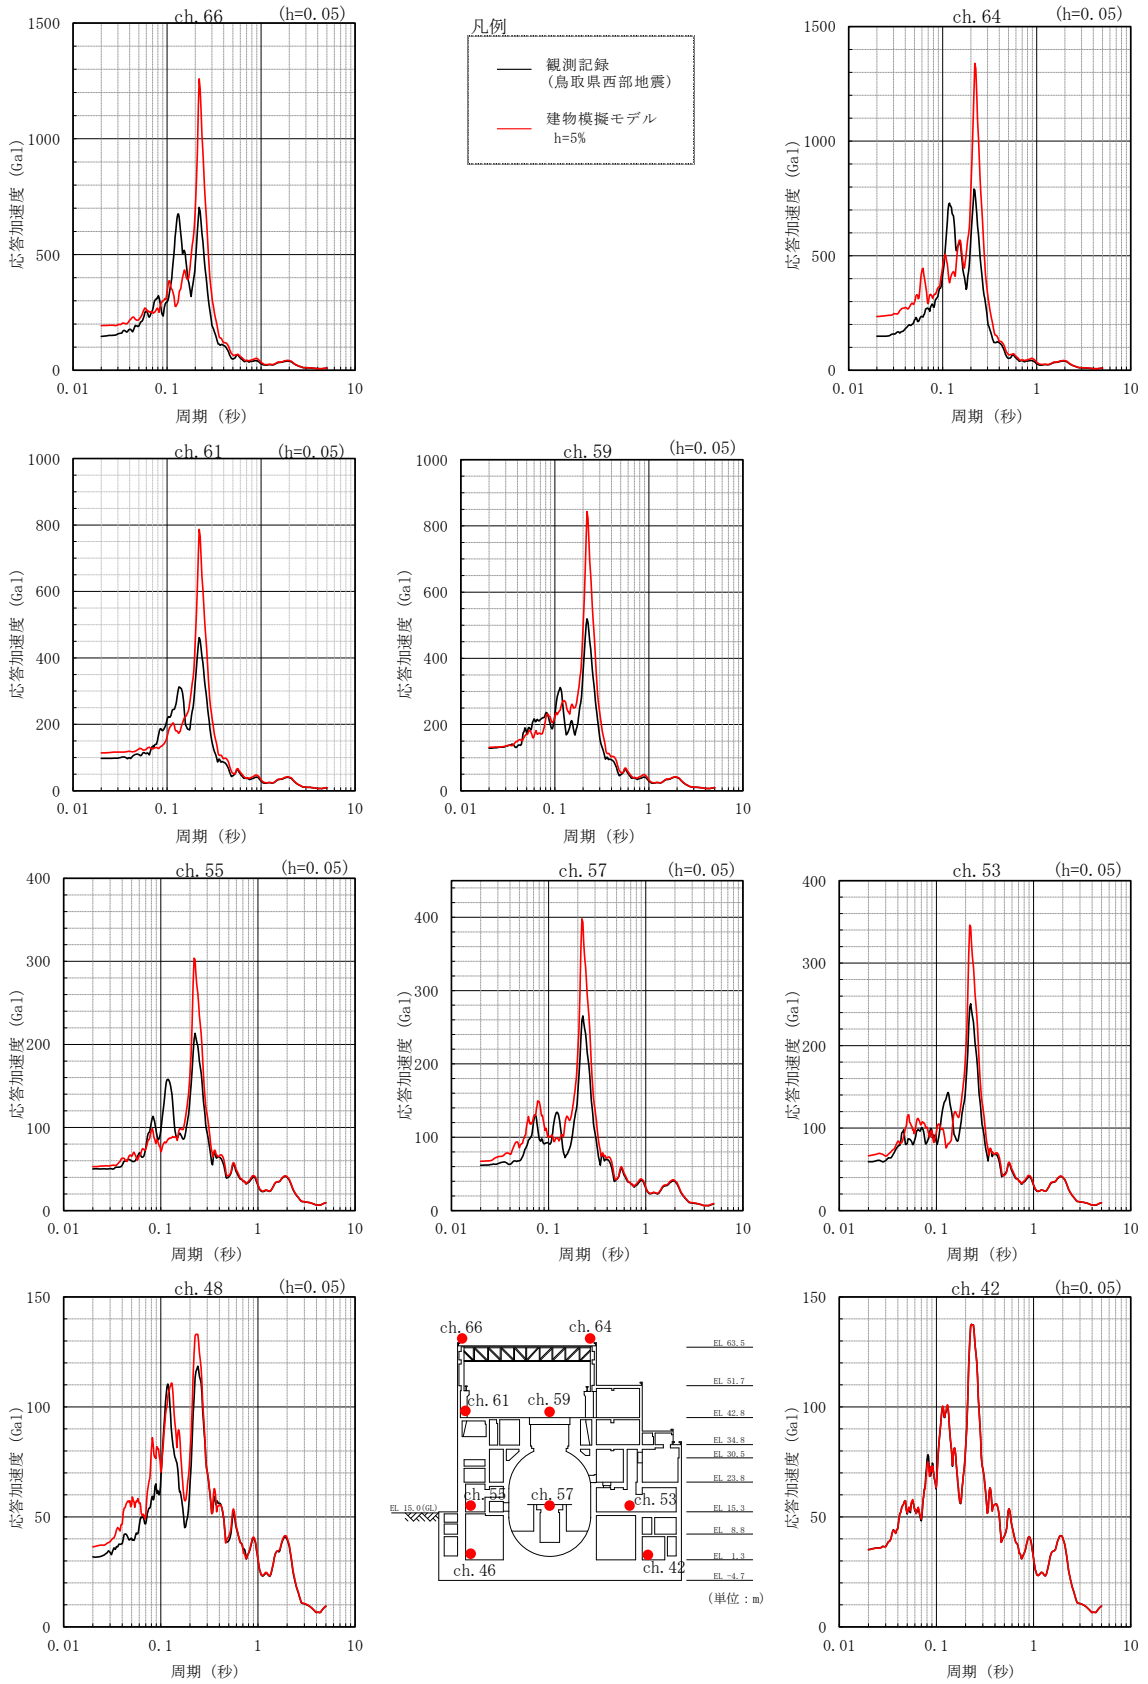 ch.66
(h=0.05)
1500
1000
500
0
0.01
0.1
1
10
応答加速度 (Gal)
周期 (秒)
凡例
観測記録
(鳥取県西部地震)
建物模擬モデル
h=5%
ch.64
(h=0.05)
1500
1000
500
0
0.01
0.1
1
10
応答加速度 (Gal)
周期 (秒)
ch.61
(h=0.05)
1000
800
600
400
200
0
0.01
0.1
1
10
応答加速度 (Gal)
周期 (秒)
ch.59
(h=0.05)
1000
800
600
400
200
0
0.01
0.1
1
10
応答加速度 (Gal)
周期 (秒)
ch.55
(h=0.05)
400
300
200
100
0
0.01
0.1
1
10
応答加速度 (Gal)
周期 (秒)
ch.57
(h=0.05)
400
300
200
100
0
0.01
0.1
1
10
応答加速度 (Gal)
周期 (秒)
ch.53
(h=0.05)
400
300
200
100
0
0.01
0.1
1
10
応答加速度 (Gal)
周期 (秒)
ch.48
(h=0.05)
150
100
50
0
0.01
0.1
1
10
応答加速度 (Gal)
周期 (秒)
ch.66
ch.64
ch.61
ch.59
ch.55
ch.57
ch.53
ch.46
ch.42
EL 15.0(GL)
EL 63.5
EL 51.7
EL 42.8
EL 34.8
EL 30.5
EL 23.8
EL 15.3
EL 8.8
EL 1.3
EL -4.7
(単位：m)
ch.42
(h=0.05)
150
100
50
0
0.01
0.1
1
10
応答加速度 (Gal)
周期 (秒)